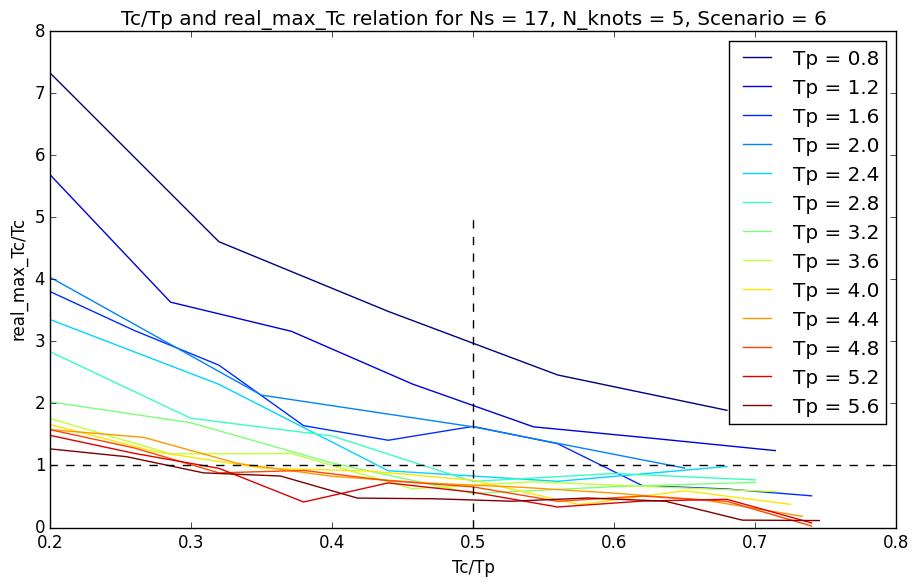 Tc/Tp and real_max_Tc relation for Ns = 17, N_knots = 5, Scenario = 6
8
7
6
5
4
3
2
1
0
real_max_Tc/Tc
Tp = 0.8
Tp = 1.2
Tp = 1.6
Tp = 2.0
Tp = 2.4
Tp = 2.8
Tp = 3.2
Tp = 3.6
Tp = 4.0
Tp = 4.4
Tp = 4.8
Tp = 5.2
Tp = 5.6
0.2 0.3 0.4 0.5 0.6 0.7 0.8
Tc/Tp